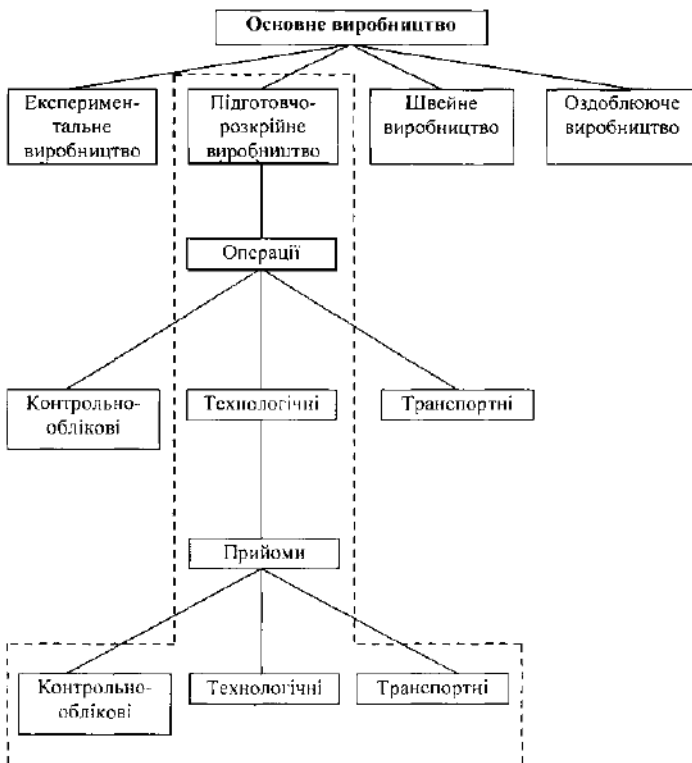 Основне виробництво
Експеримен-
тальне
виробництво
Підготовчо-
розкрійне
виробництво
Швейне
виробництво
Оздоблююче
виробництво
Операції
Контрольно-
облікові
Технологічні
Транспортні
Прийоми
Контрольно-
облікові
Технологічні
Транспортні